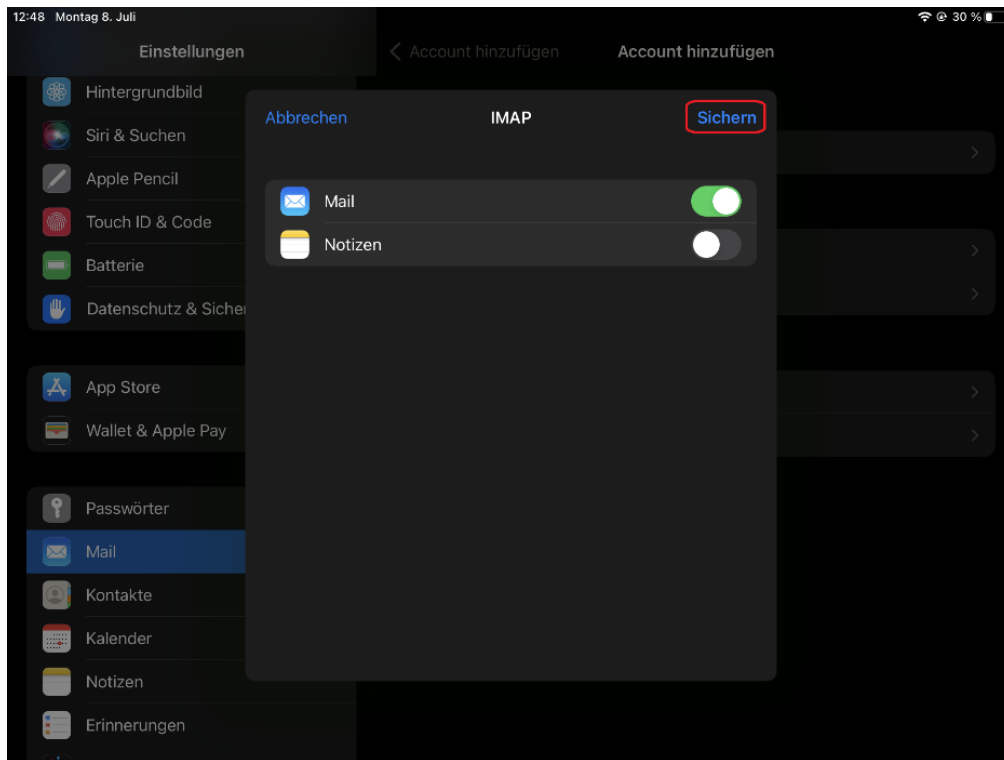 12:48 Montag 8. Juli
30 %
Einstellungen
Account hinzufügen
Account hinzufügen
Hintergrundbild
Siri & Suchen
Apple Pencil
Touch ID & Code
Batterie
Datenschutz & Sicher
App Store
Wallet & Apple Pay
Passwörter
Mail
Kontakte
Kalender
Notizen
Erinnerungen
Abbrechen
IMAP
Sichern
Mail
Notizen